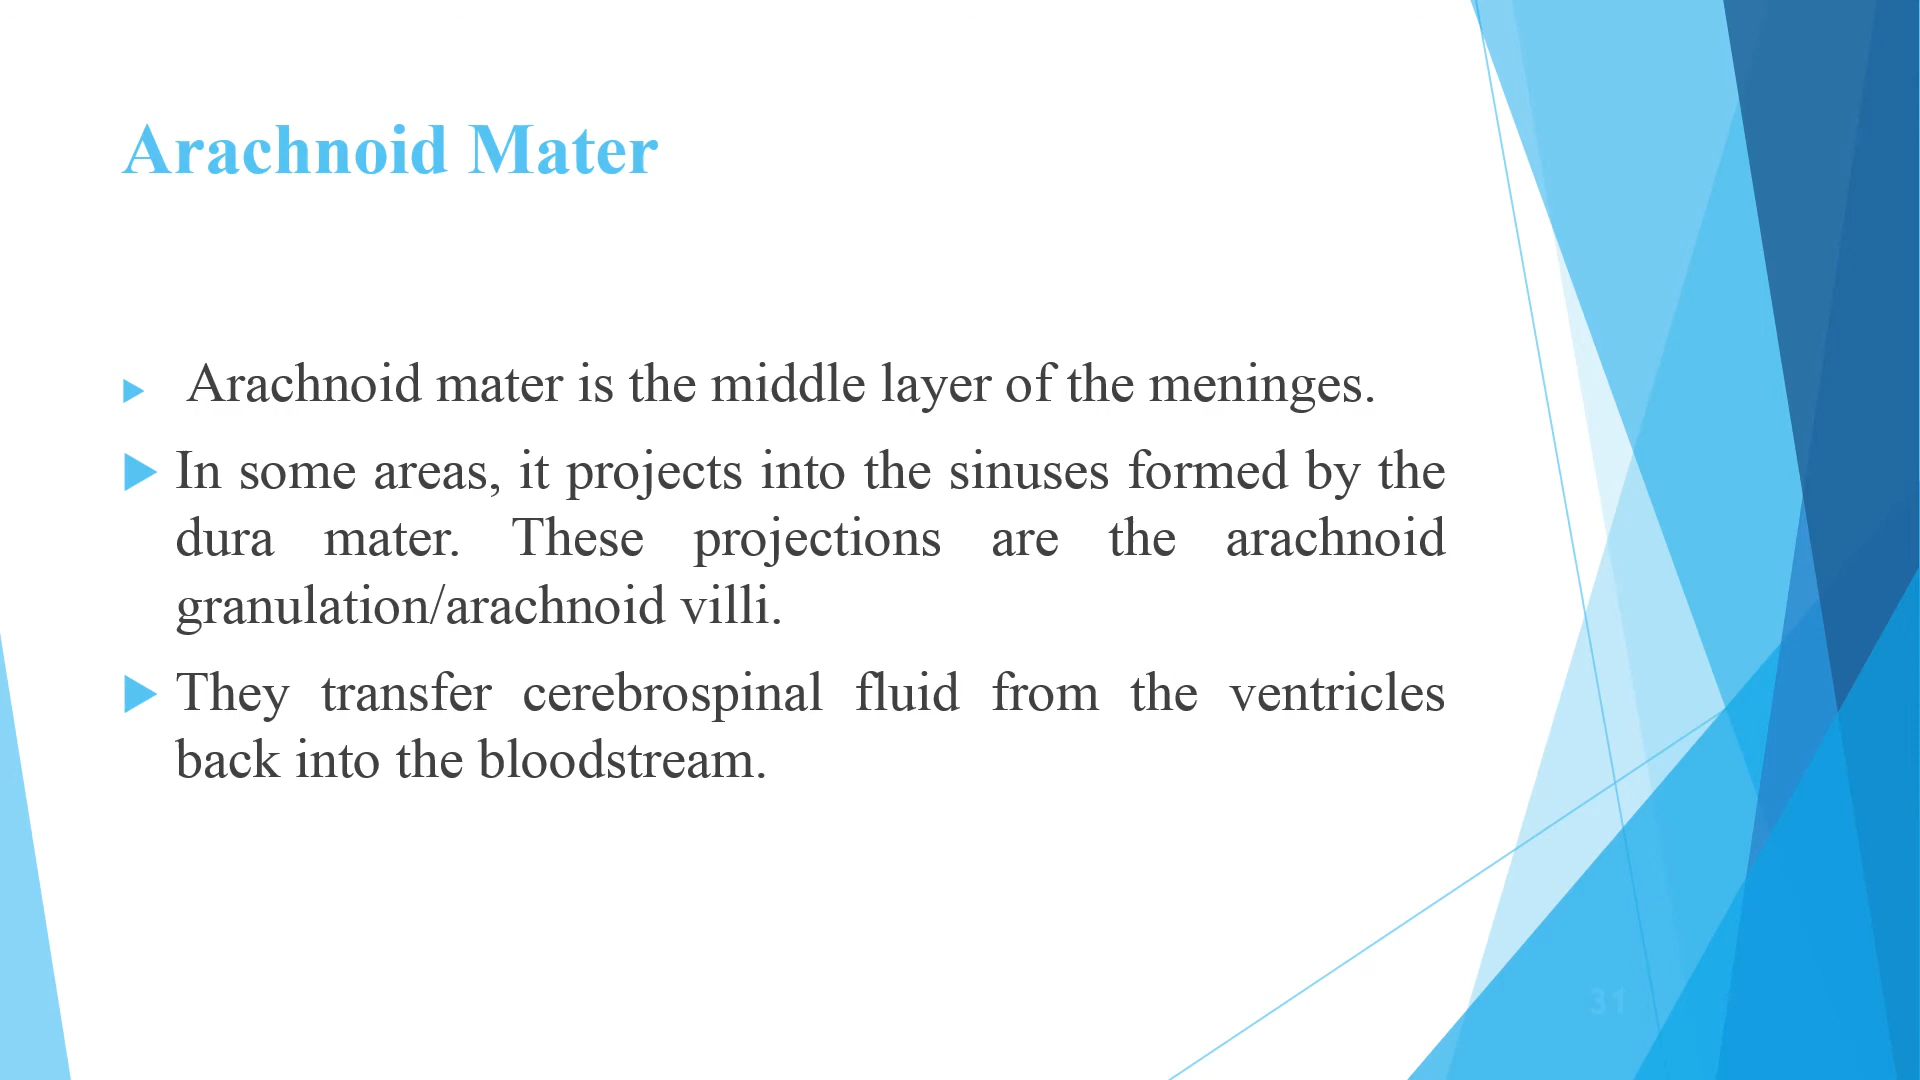 Arachnoid Mater
Arachnoid mater is the middle layer of the meninges.
In some areas, it projects into the sinuses formed by the
dura mater. These projections are the arachnoid
granulation/arachnoid villi.
They transfer cerebrospinal fluid from the ventricles
back into the bloodstream.
31